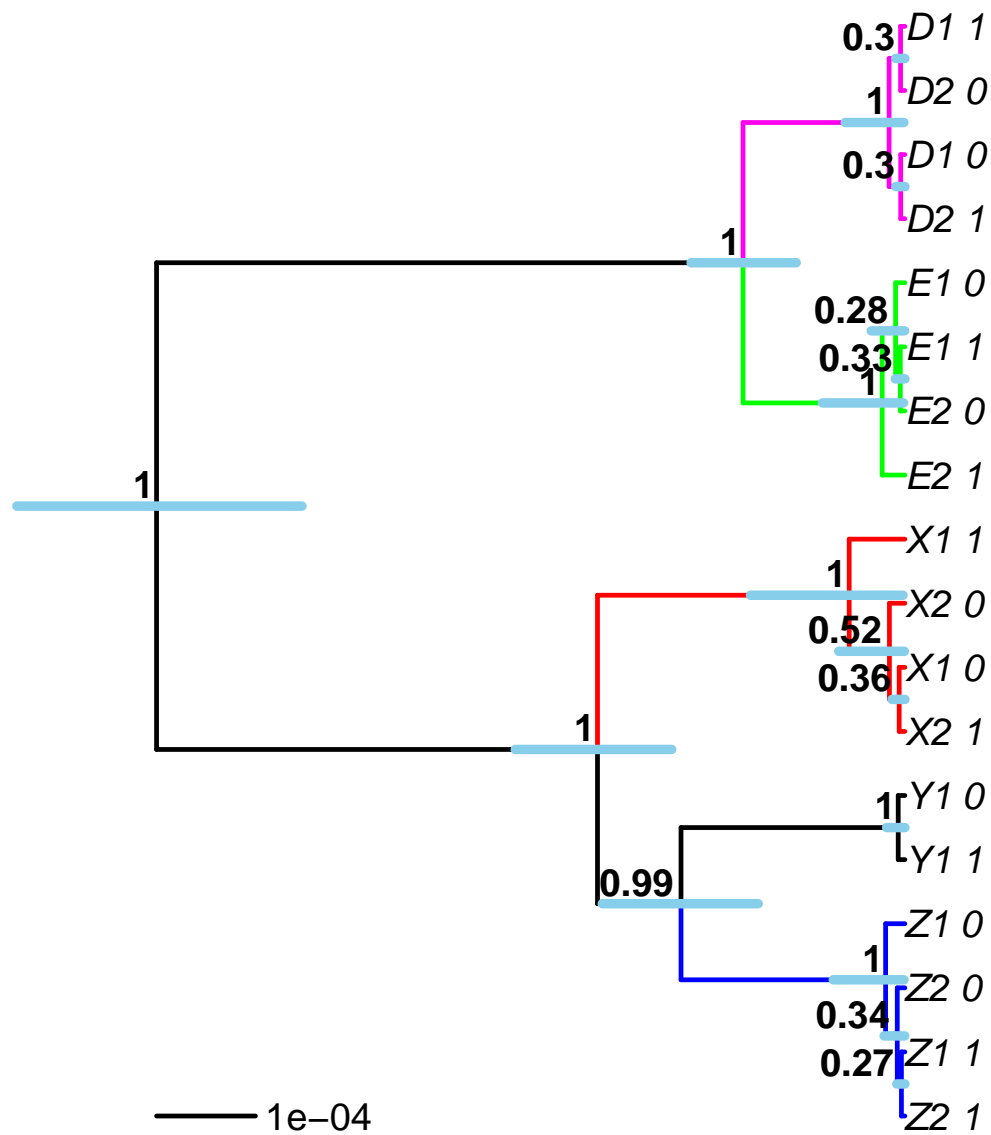 D1 1
0.3
D2 0
1
D1 0
0.3
D2 1
1
E1 0
0.28
E1 1
0.33
1
E2 0
E2 1
1
X1 1
1
X2 0
0.52
X1 0
0.36
X2 1
1
Y1 0
1
Y1 1
0.99
Z1 0
1
Z2 0
0.34
Z1 1
0.27
Z2 1
1e−04